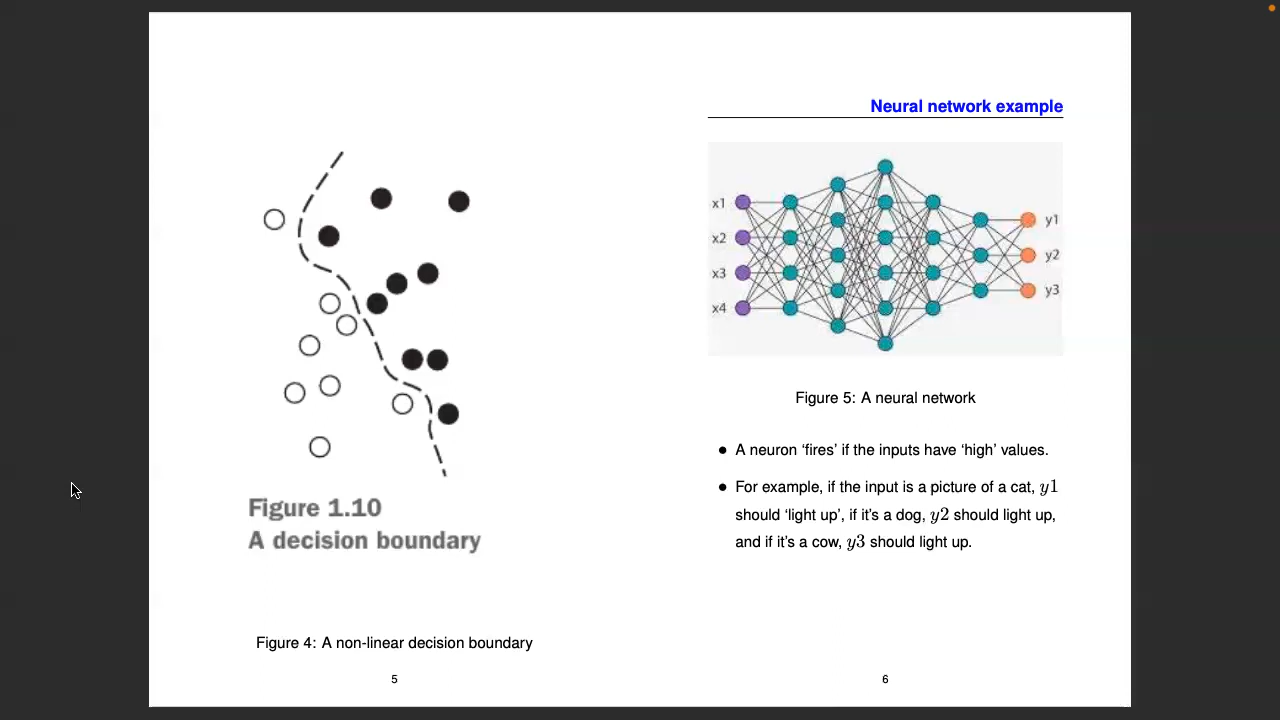 Figure 1.10
A decision boundary
Figure 4: A non-linear decision boundary
5
Neural network example
x1
x2
x3
x4
y1
y2
y3
Figure 5: A neural network
● A neuron ‘fires’ if the inputs have ‘high’ values.
● For example, if the input is a picture of a cat, y1
should ‘light up’, if it’s a dog, y2 should light up,
and if it’s a cow, y3 should light up.
6